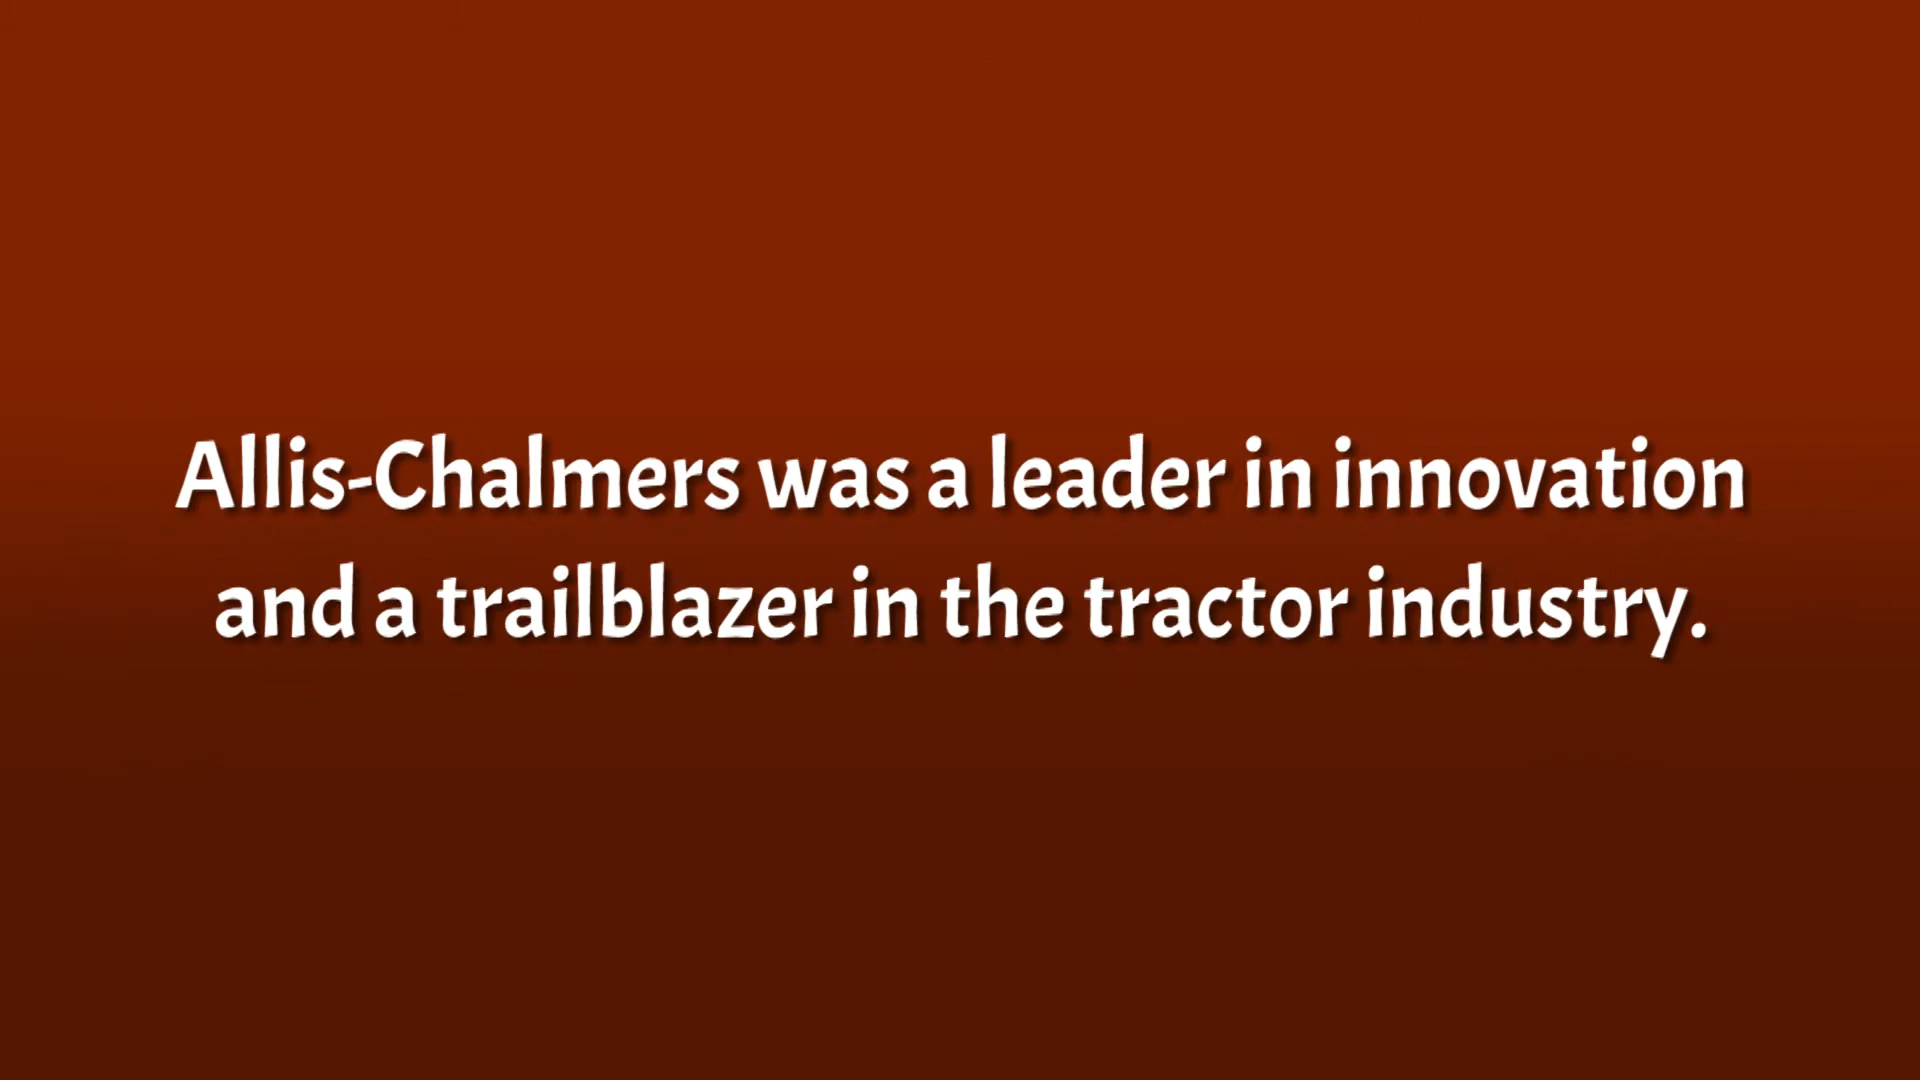 Allis-Chalmers was a leader in innovation
and a trailblazer in the tractor industry.